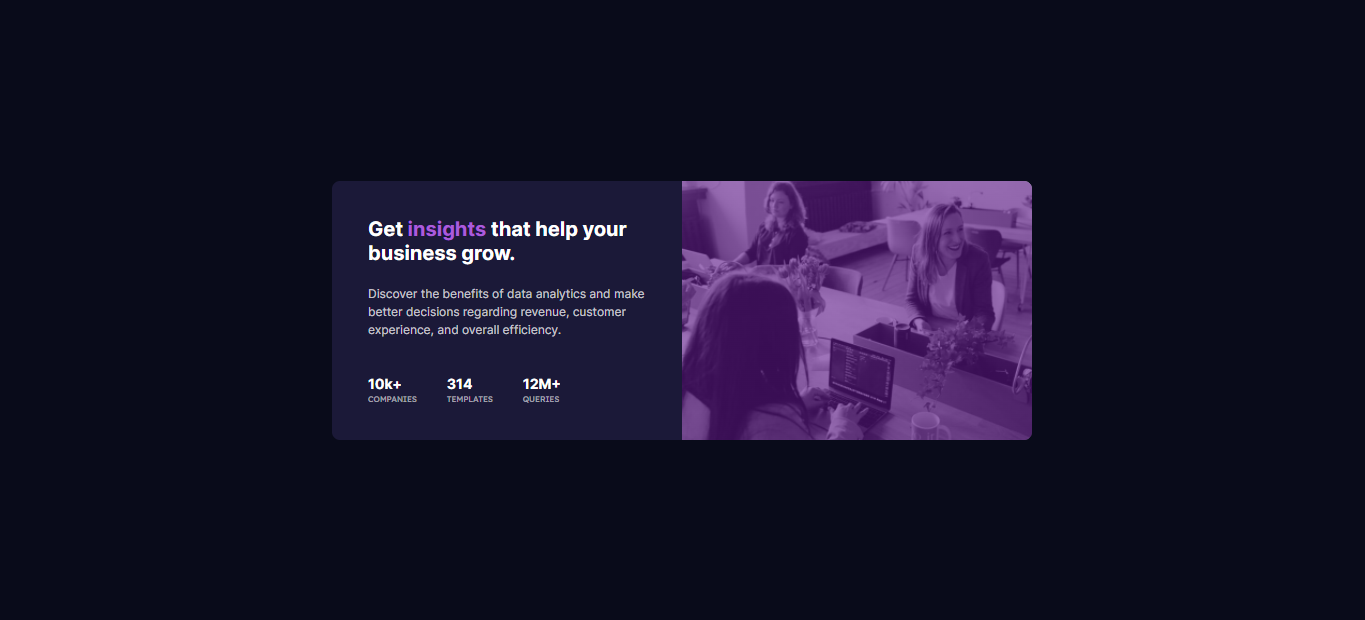 Get insights that help your
business grow.
Discover the benefits of data analytics and make
better decisions regarding revenue, customer
experience, and overall efficiency.
10k+ 314 12M+
COMPANIES TEMPLATES QUERIES